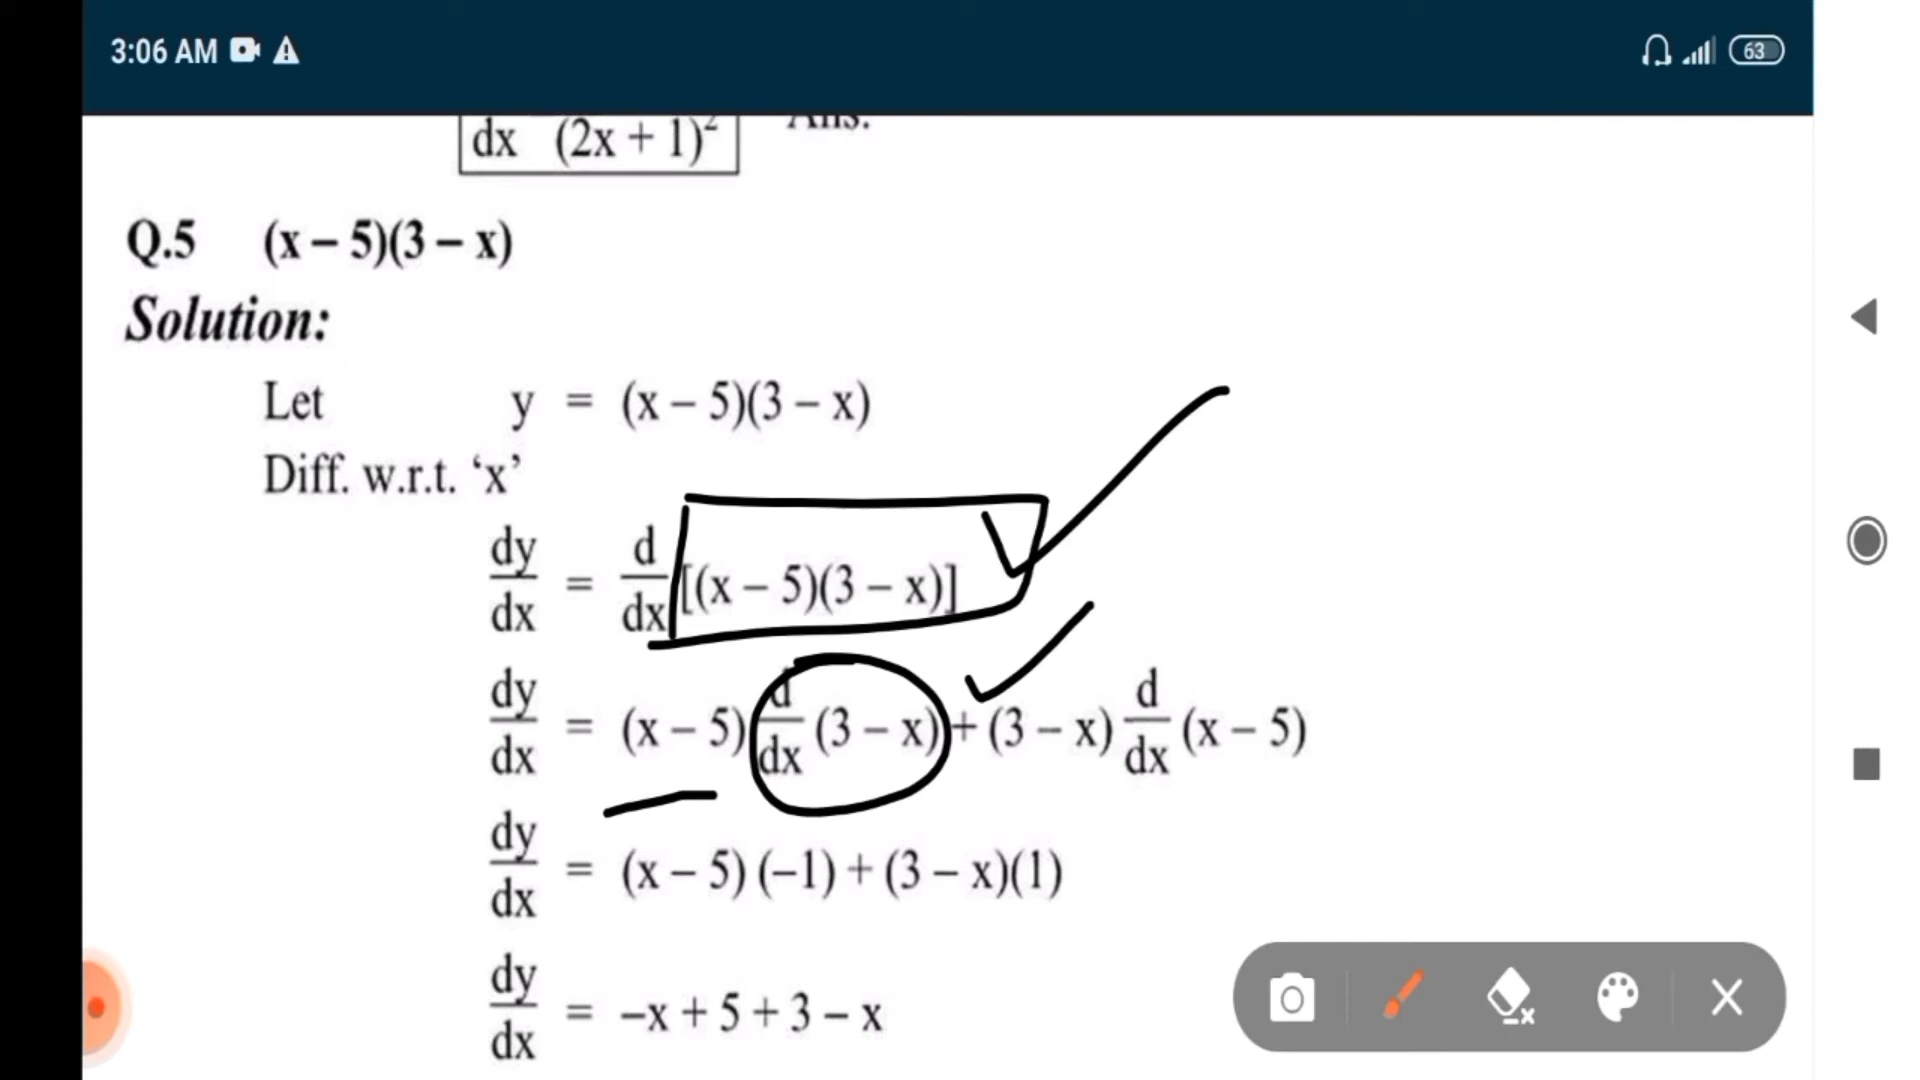 3:06 AM
63
dx (2x + 1)²
Ans.
Q.5 (x – 5)(3 – x)
Solution:
Let y = (x – 5)(3 – x)
Diff. w.r.t. ‘x’
dy/dx = d/dx [(x – 5)(3 – x)]
dy/dx = (x – 5) d/dx (3 – x) + (3 – x) d/dx (x – 5)
dy/dx = (x – 5) (–1) + (3 – x)(1)
dy/dx = –x + 5 + 3 – x